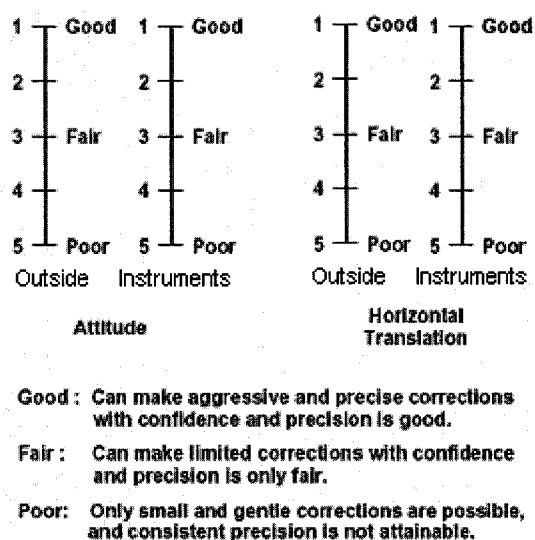 1 Good 1 Good 1 Good 1 Good
2 2 2 2
3 Fair 3 Fair 3 Fair 3 Fair
4 4 4 4
5 Poor 5 Poor 5 Poor 5 Poor
Outside Instruments Outside Instruments
Attitude
Horizontal
Translation
Good : Can make aggressive and precise corrections
with confidence and precision is good.
Fair : Can make limited corrections with confidence
and precision is only fair.
Poor: Only small and gentle corrections are possible,
and consistent precision is not attainable.